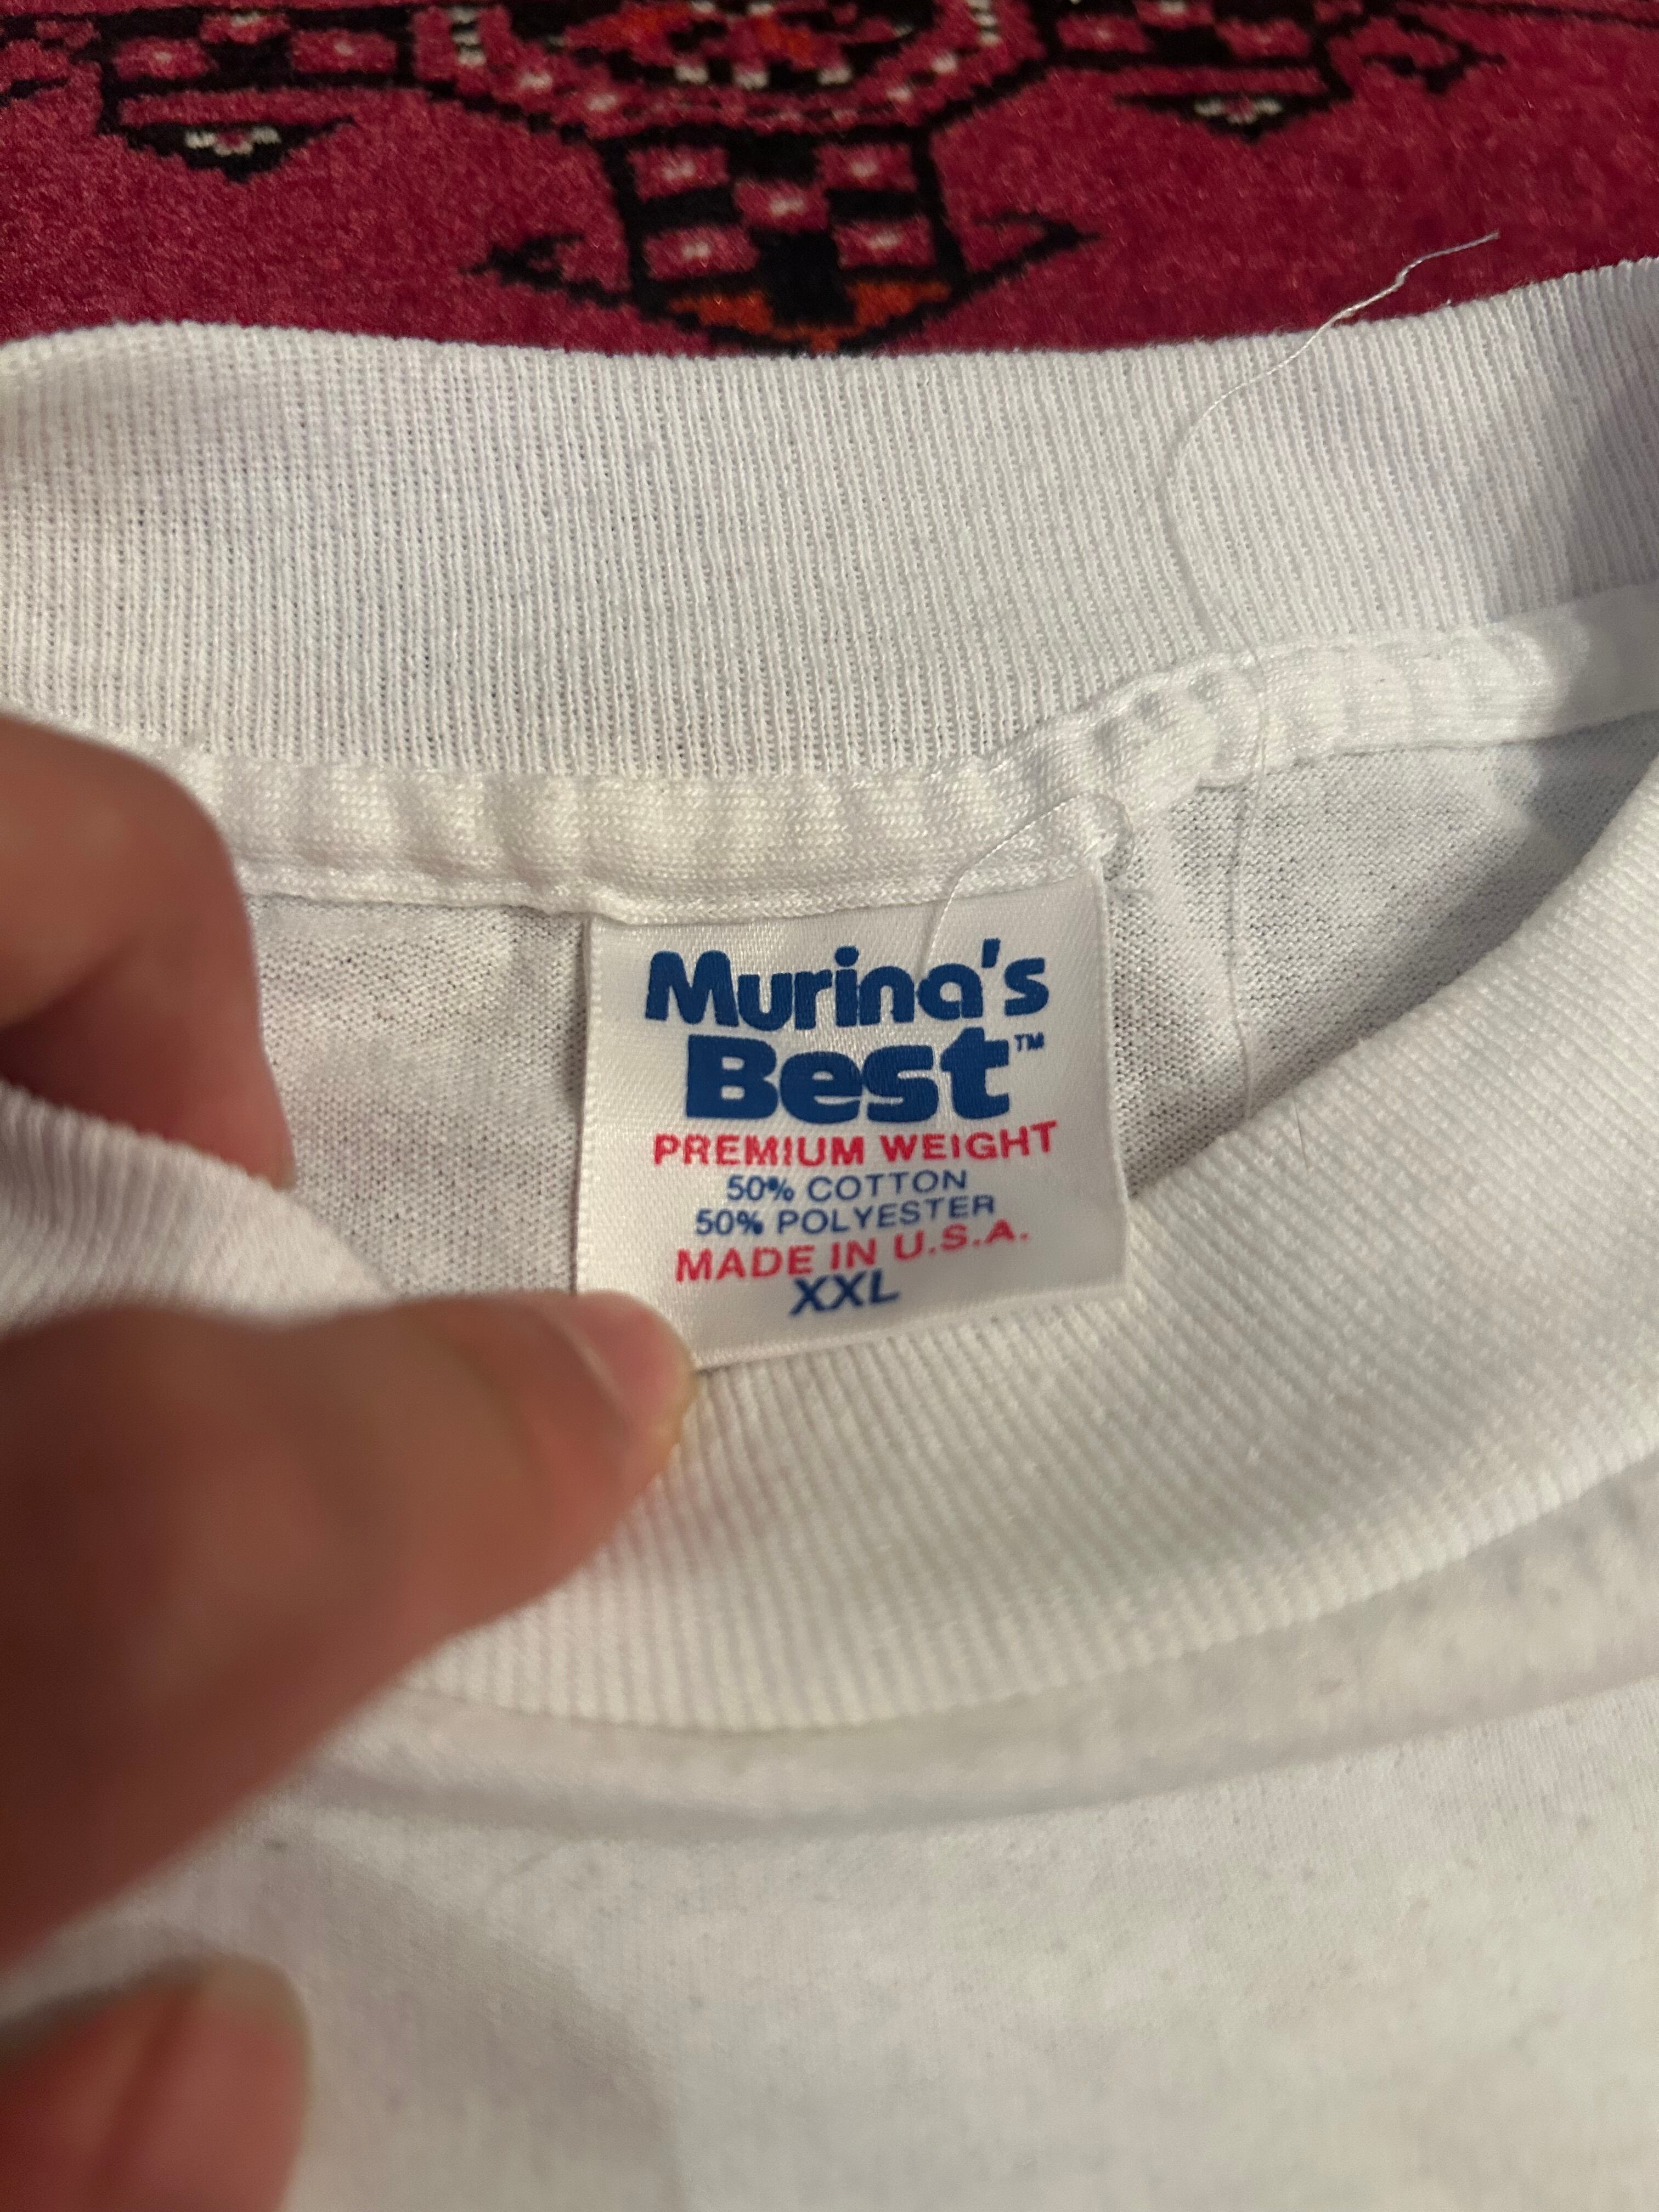 Murina's
Best™
PREMIUM WEIGHT
50% COTTON
50% POLYESTER
MADE IN U.S.A.
XXL